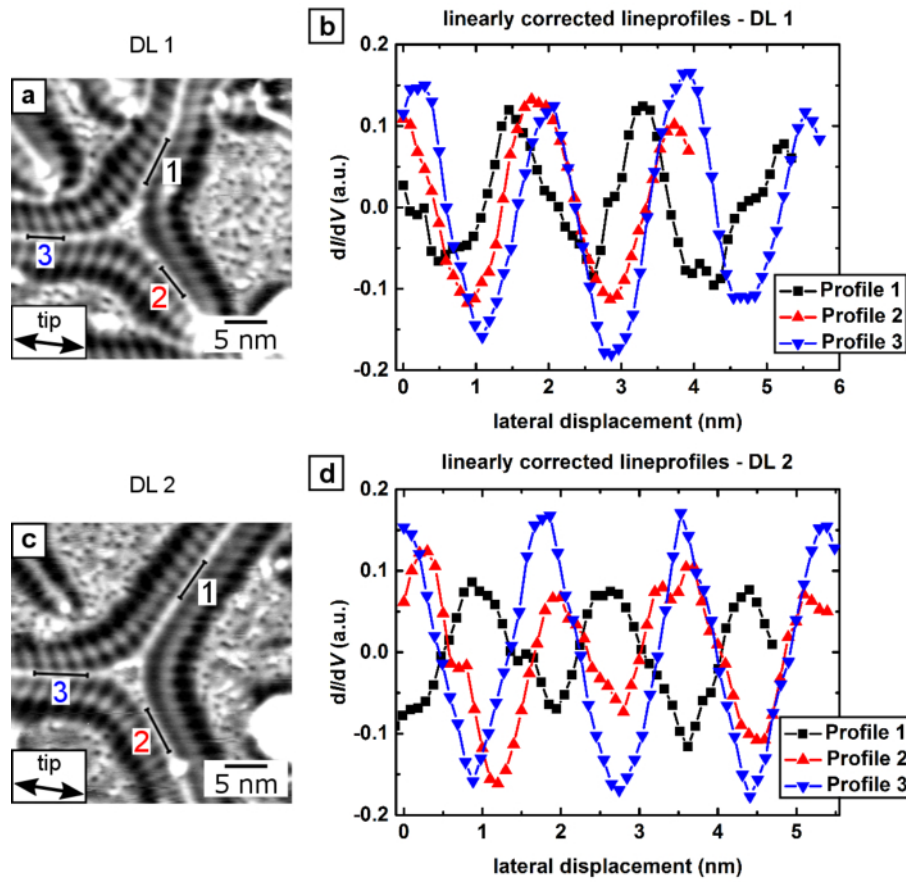 DL 1
a
1
3
2
tip
5 nm
b
linearly corrected lineprofiles - DL 1
0.2
0.1
0.0
-0.1
-0.2
dI/dV (a.u.)
0 1 2 3 4 5 6
lateral displacement (nm)
Profile 1
Profile 2
Profile 3
DL 2
c
1
3
2
tip
5 nm
d
linearly corrected lineprofiles - DL 2
0.2
0.1
0.0
-0.1
-0.2
dI/dV (a.u.)
0 1 2 3 4 5
lateral displacement (nm)
Profile 1
Profile 2
Profile 3